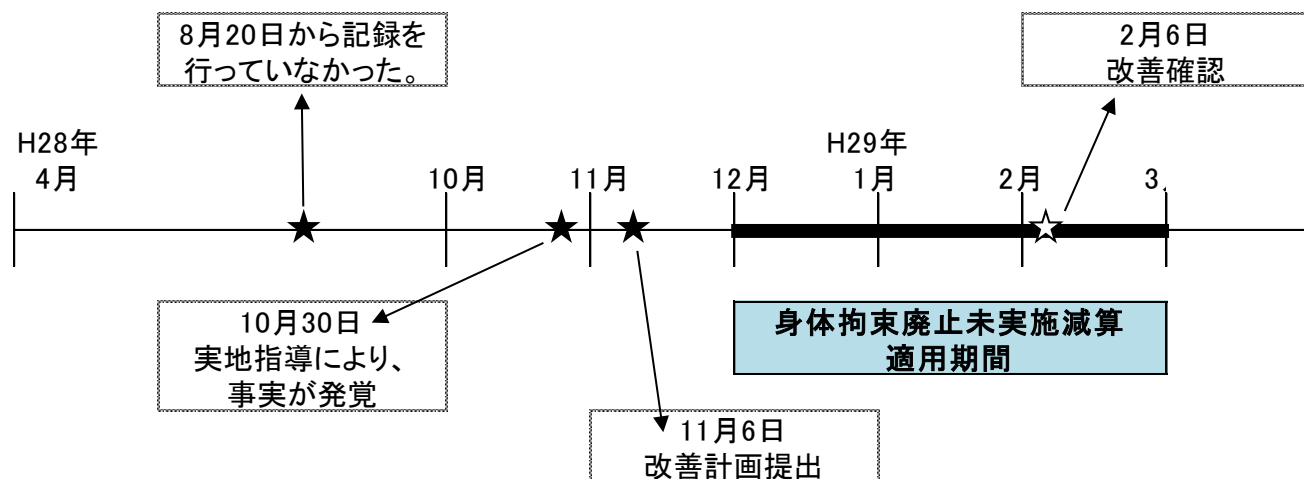 8月20日から記録を
行っていなかった。
2月6日
改善確認
H28年
4月
10月
11月
12月
H29年
1月
2月
3.
身体拘束廃止未実施減算
適用期間
10月30日
実地指導により、
事実が発覚
11月6日
改善計画提出